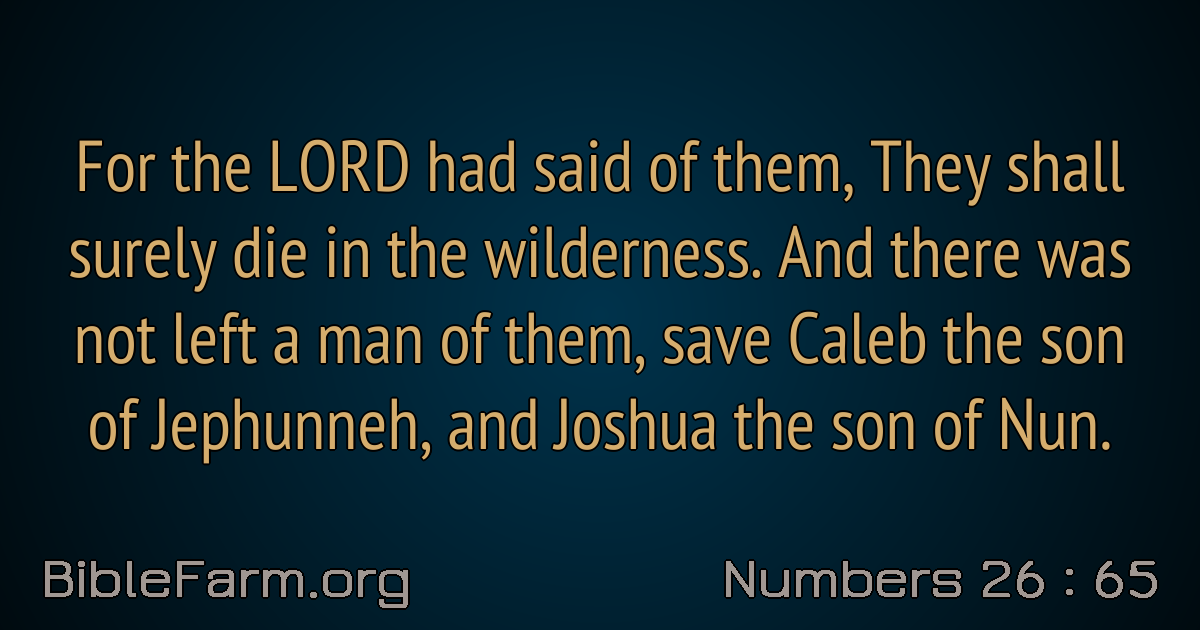 For the LORD had said of them, They shall
surely die in the wilderness. And there was
not left a man of them, save Caleb the son
of Jephunneh, and Joshua the son of Nun.
BibleFarm.org
Numbers 26 : 65